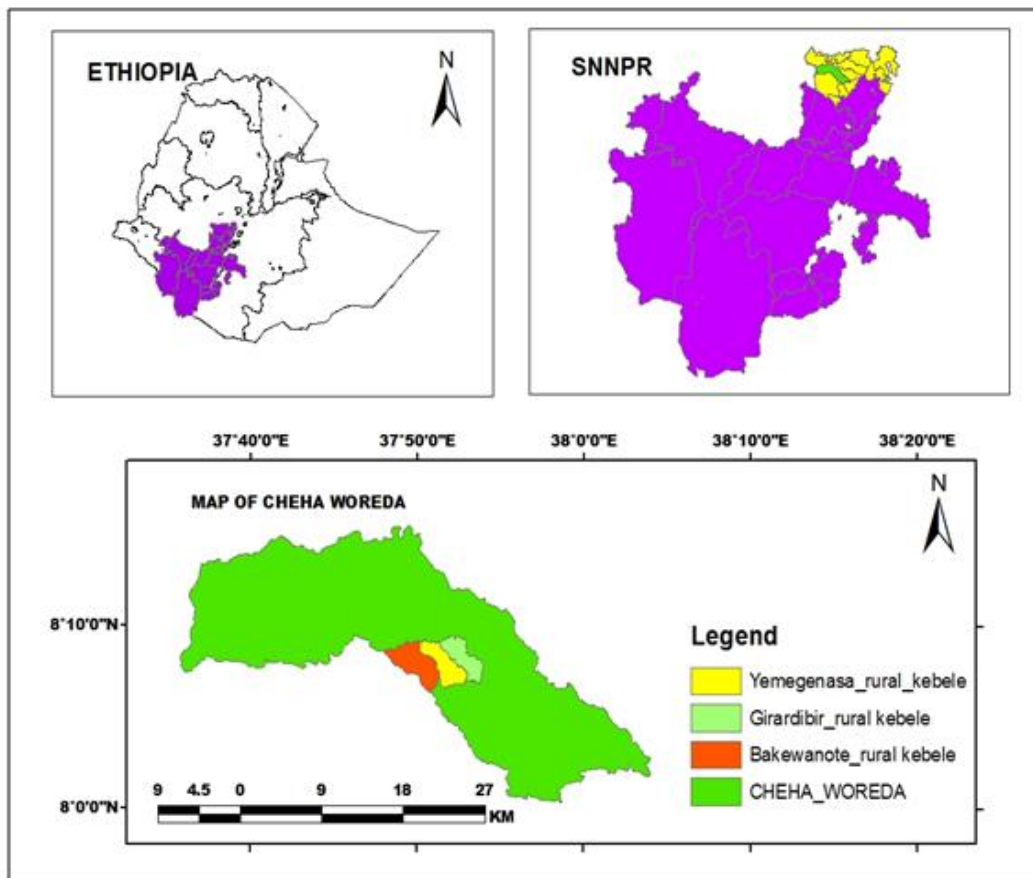 ETHIOPIA
N
SNNPR
37°40'0"E 37°50'0"E 38°0'0"E 38°10'0"E 38°20'0"E
MAP OF CHEHA WOREDA
N
8°10'0"N
Legend
Yemegenasa_rural_kebele
Girardibir_rural kebele
Bakewanote_rural kebele
CHEHA_WOREDA
9 4.5 0 9 18 27
KM
8°0'0"N